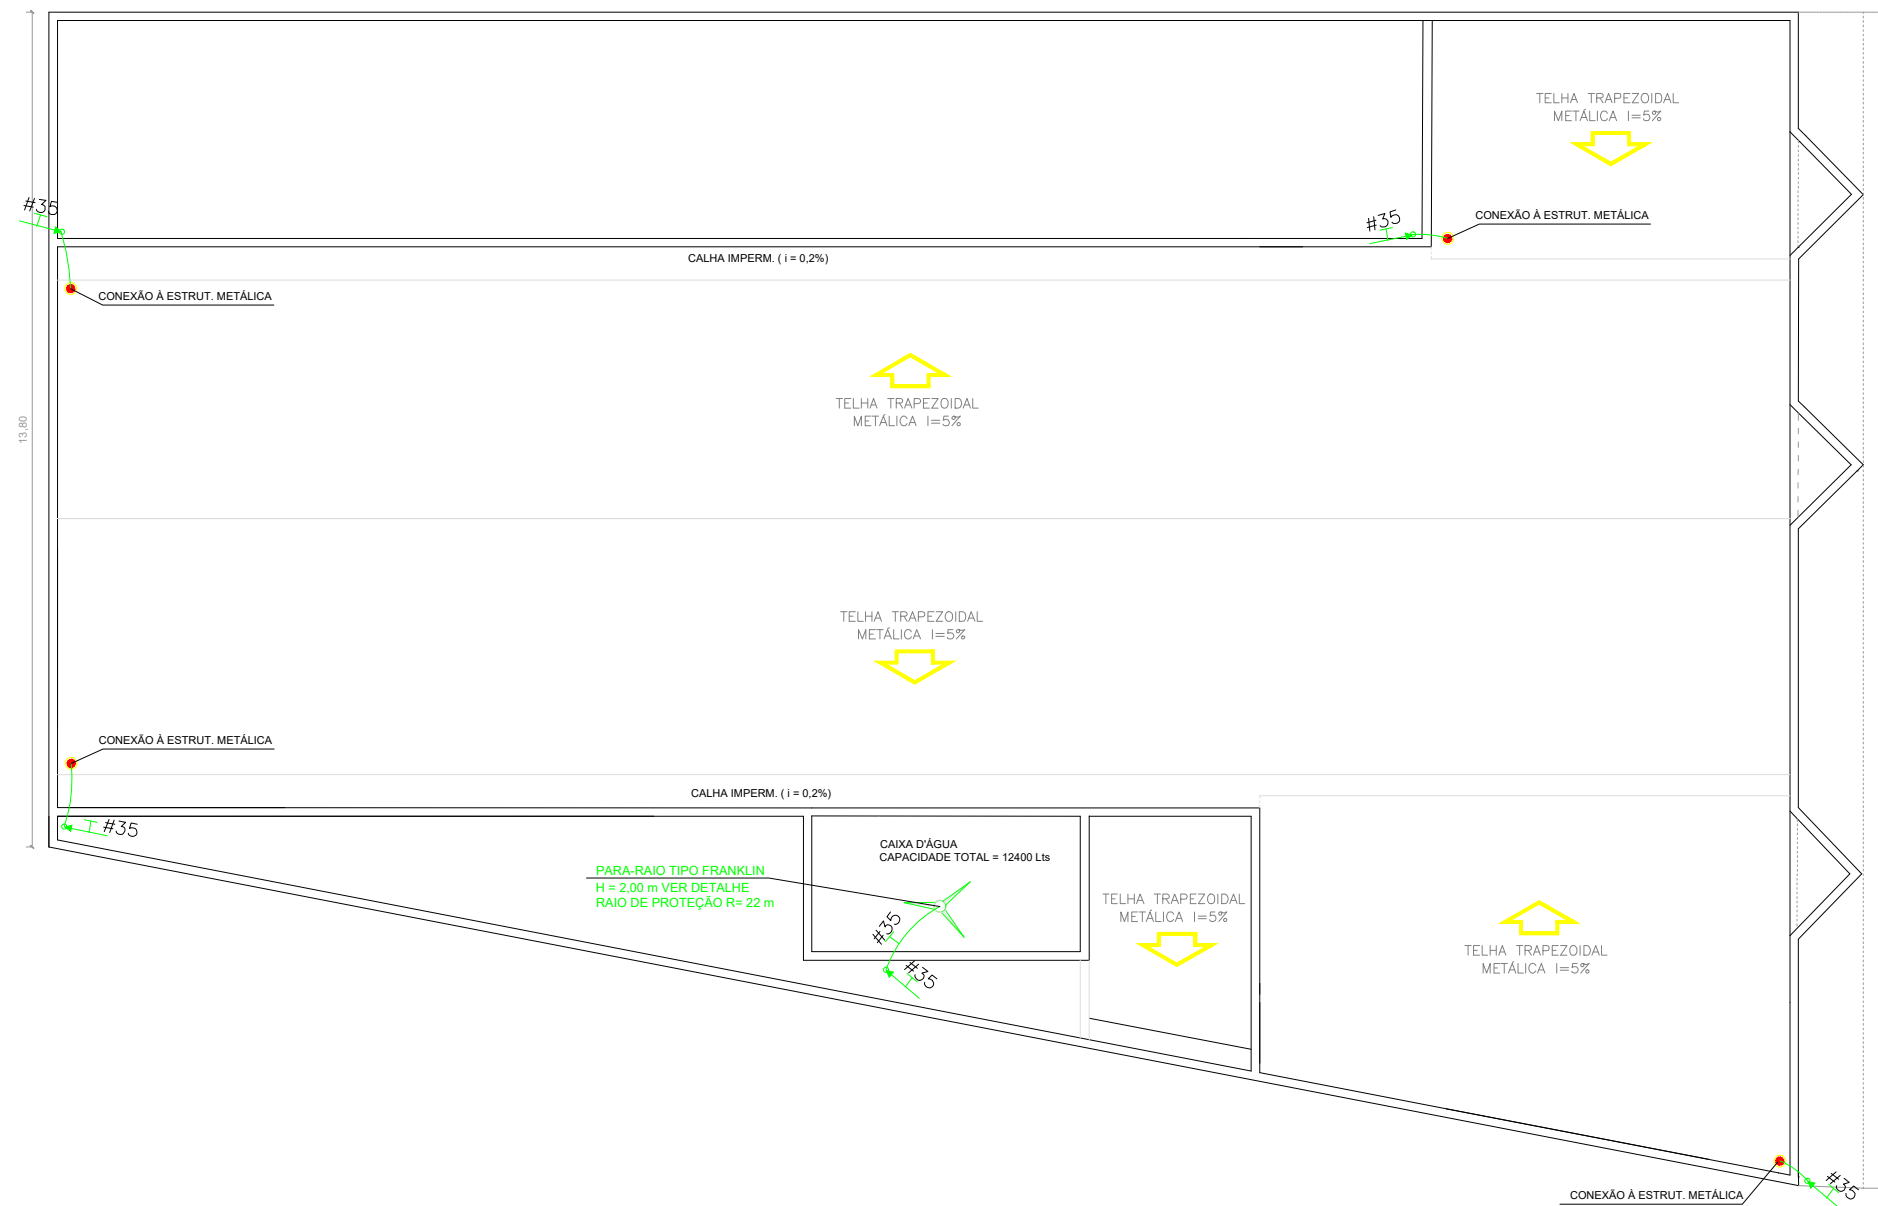 TELHA TRAPEZOIDAL
METÁLICA I=5%
#35
#35
CONEXÃO À ESTRUT. METÁLICA
CALHA IMPERM. ( i = 0,2%)
CONEXÃO À ESTRUT. METÁLICA
TELHA TRAPEZOIDAL
METÁLICA I=5%
13,80
TELHA TRAPEZOIDAL
METÁLICA I=5%
CONEXÃO À ESTRUT. METÁLICA
CALHA IMPERM. ( i = 0,2%)
#35
CAIXA D'ÁGUA
CAPACIDADE TOTAL = 12400 Lts
PARA-RAIO TIPO FRANKLIN
H = 2,00 m VER DETALHE
RAIO DE PROTEÇÃO R= 22 m
#35
#35
TELHA TRAPEZOIDAL
METÁLICA I=5%
TELHA TRAPEZOIDAL
METÁLICA I=5%
#35
CONEXÃO À ESTRUT. METÁLICA